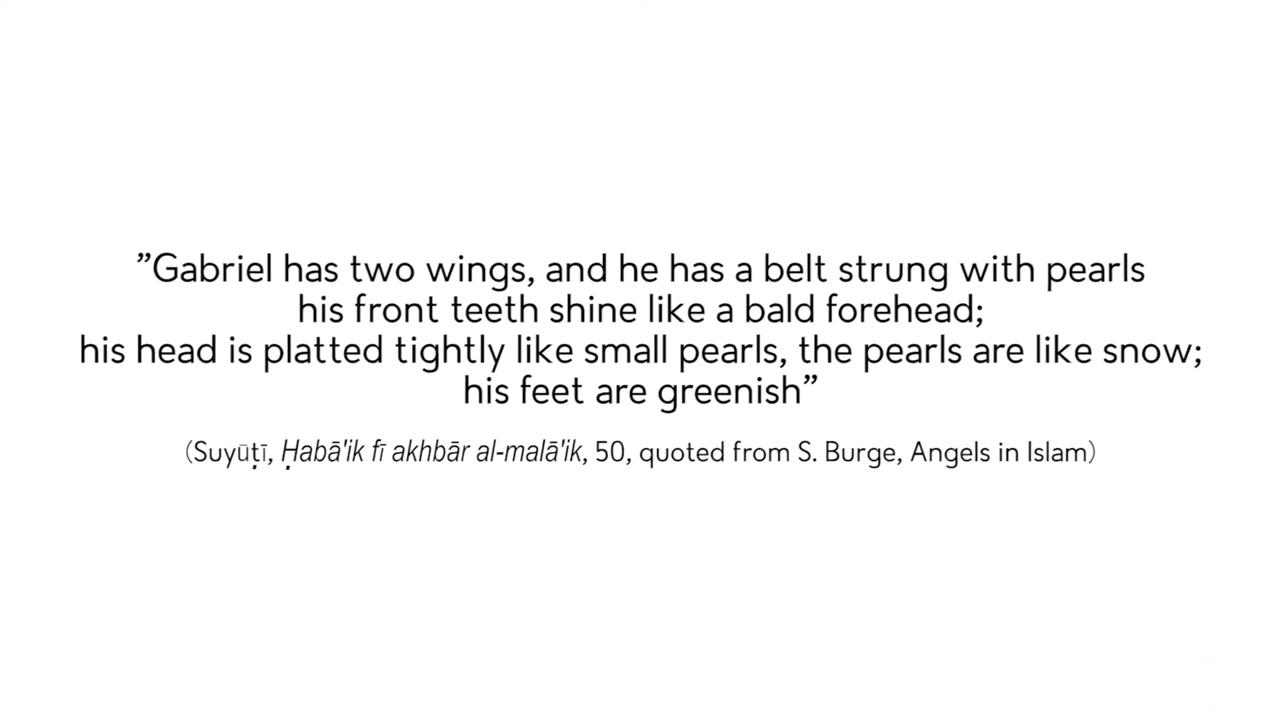 ”Gabriel has two wings, and he has a belt strung with pearls
his front teeth shine like a bald forehead;
his head is platted tightly like small pearls, the pearls are like snow;
his feet are greenish”
(Suyūṭī, Ḥabā'ik fī akhbār al-malā'ik, 50, quoted from S. Burge, Angels in Islam)